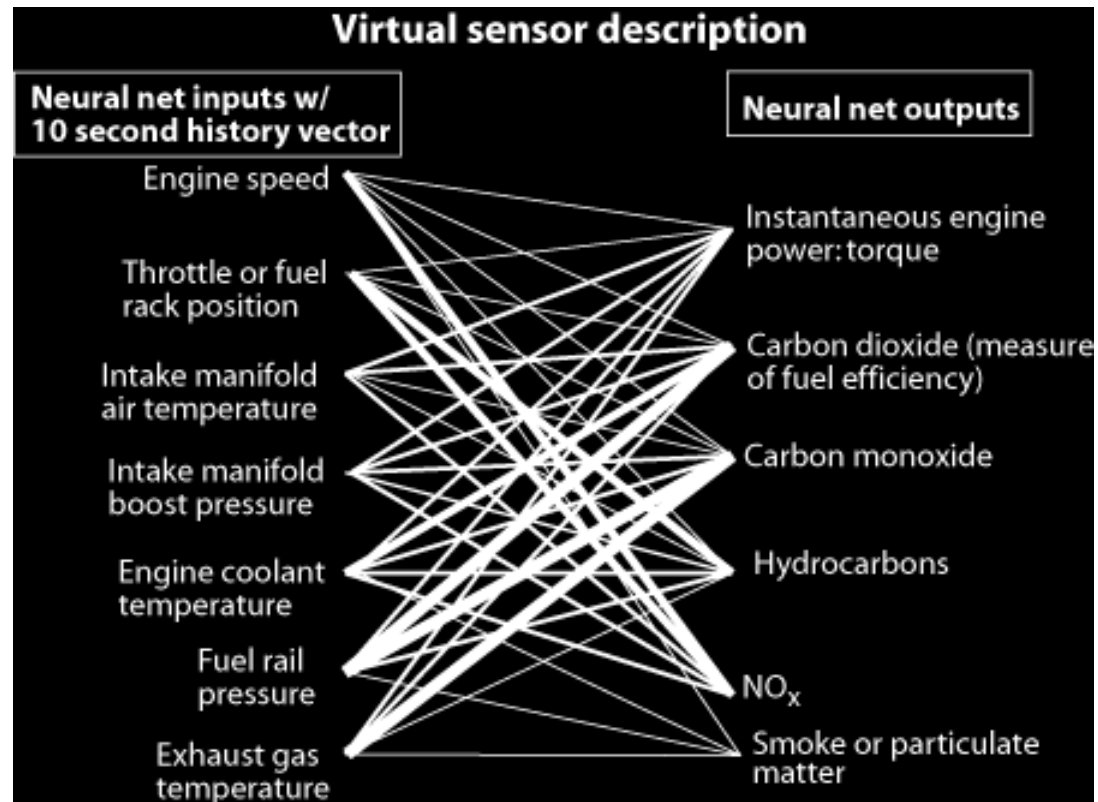 Virtual sensor description
Neural net inputs w/
10 second history vector
Engine speed
Throttle or fuel
rack position
Intake manifold
air temperature
Intake manifold
boost pressure
Engine coolant
temperature
Fuel rail
pressure
Exhaust gas
temperature
Neural net outputs
Instantaneous engine
power: torque
Carbon dioxide (measure
of fuel efficiency)
Carbon monoxide
Hydrocarbons
NOx
Smoke or particulate
matter